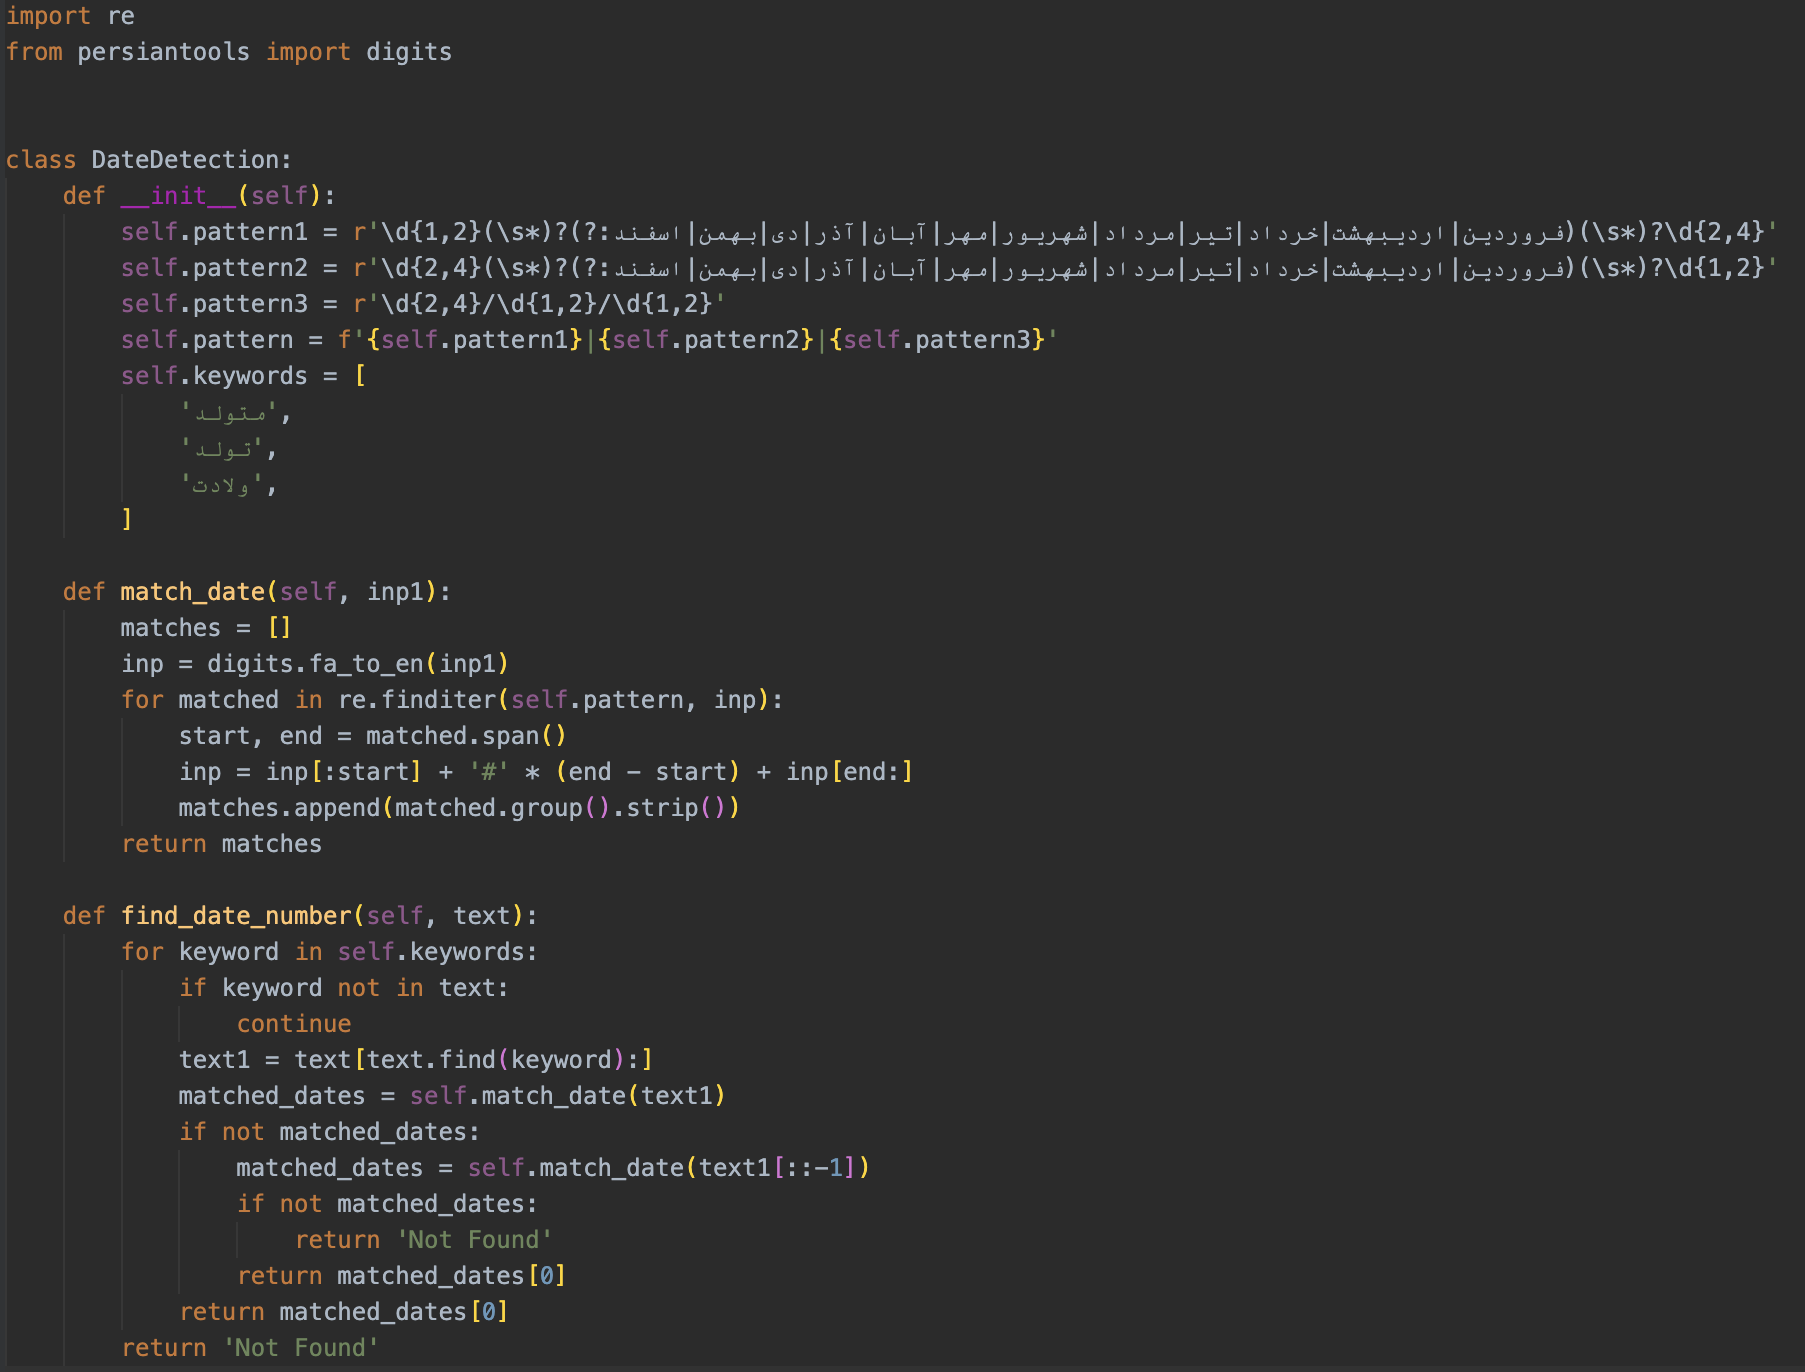 import re
from persiantools import digits
class DateDetection:
    def __init__(self):
        self.pattern1 = r'\d{1,2}(\s*)?(?:فروردین|اردیبهشت|خرداد|تیر|مرداد|شهریور|مهر|آبان|آذر|دی|بهمن|اسفند)(\s*)?\d{2,4}'
        self.pattern2 = r'\d{2,4}(\s*)?(?:فروردین|اردیبهشت|خرداد|تیر|مرداد|شهریور|مهر|آبان|آذر|دی|بهمن|اسفند)(\s*)?\d{1,2}'
        self.pattern3 = r'\d{2,4}/\d{1,2}/\d{1,2}'
        self.pattern = f'{self.pattern1}|{self.pattern2}|{self.pattern3}'
        self.keywords = [
            'متولد',
            'تولد',
            'ولادت',
        ]
    def match_date(self, inp1):
        matches = []
        inp = digits.fa_to_en(inp1)
        for matched in re.finditer(self.pattern, inp):
            start, end = matched.span()
            inp = inp[:start] + '#' * (end - start) + inp[end:]
            matches.append(matched.group().strip())
        return matches
    def find_date_number(self, text):
        for keyword in self.keywords:
            if keyword not in text:
                continue
            text1 = text[text.find(keyword):]
            matched_dates = self.match_date(text1)
            if not matched_dates:
                matched_dates = self.match_date(text1[::-1])
                if not matched_dates:
                    return 'Not Found'
                return matched_dates[0]
            return matched_dates[0]
        return 'Not Found'